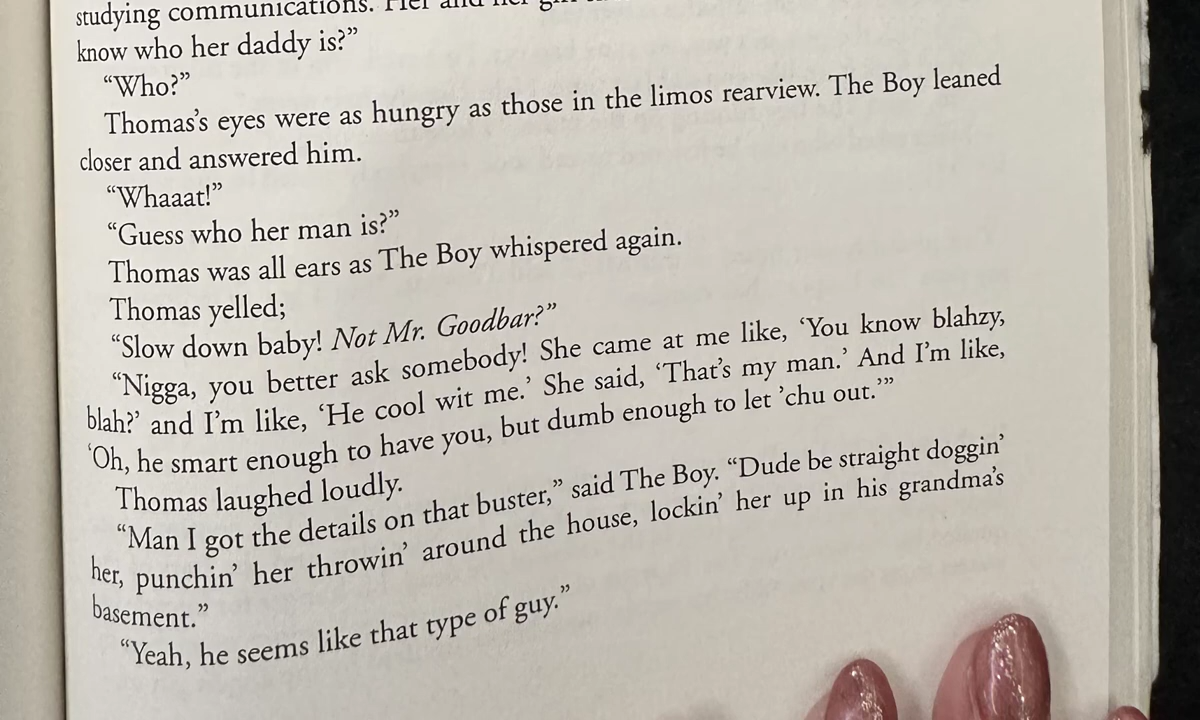 studying communications. Her and her
know who her daddy is?”
“Who?”
Thomas’s eyes were as hungry as those in the limos rearview. The Boy leaned
closer and answered him.
“Whaaat!”
“Guess who her man is?”
Thomas was all ears as The Boy whispered again.
Thomas yelled;
“Slow down baby! Not Mr. Goodbar?”
“Nigga, you better ask somebody! She came at me like, ‘You know blahzy,
blah?’ and I’m like, ‘He cool wit me.’ She said, ‘That’s my man.’ And I’m like,
‘Oh, he smart enough to have you, but dumb enough to let ’chu out.’”
Thomas laughed loudly.
“Man I got the details on that buster,” said The Boy. “Dude be straight doggin’
her, punchin’ her throwin’ around the house, lockin’ her up in his grandma’s
basement.”
“Yeah, he seems like that type of guy.”